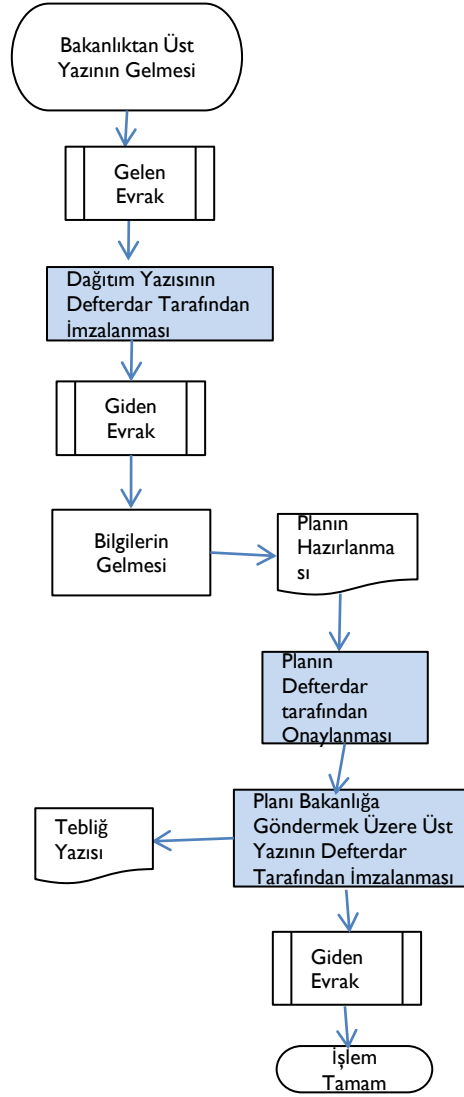 Bakanlıktan Üst
Yazının Gelmesi
Gelen
Evrak
Dağıtım Yazısının
Defterdar Tarafından
İmzalanması
Giden
Evrak
Bilgilerin
Gelmesi
Planın
Hazırlanma
sı
Planın
Defterdar
tarafından
Onaylanması
Planı Bakanlığa
Göndermek Üzere Üst
Yazının Defterdar
Tarafından İmzalanması
Tebliğ
Yazısı
Giden
Evrak
İşlem
Tamam